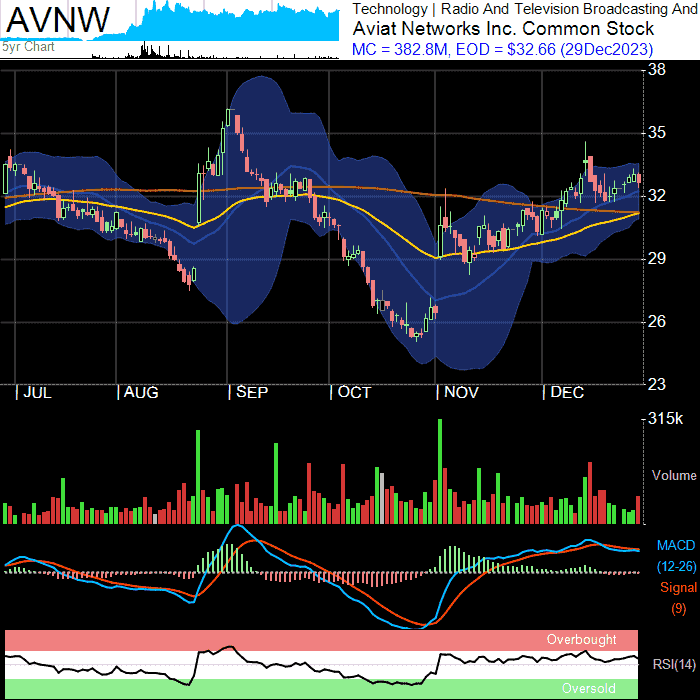 AVNW
5yr Chart
Technology | Radio And Television Broadcasting And
Aviat Networks Inc. Common Stock
MC = 382.8M, EOD = $32.66 (29Dec2023)
38
35
32
29
26
23
JUL AUG SEP OCT NOV DEC
315k
Volume
MACD
(12-26)
Signal
(9)
Overbought
RSI(14)
Oversold